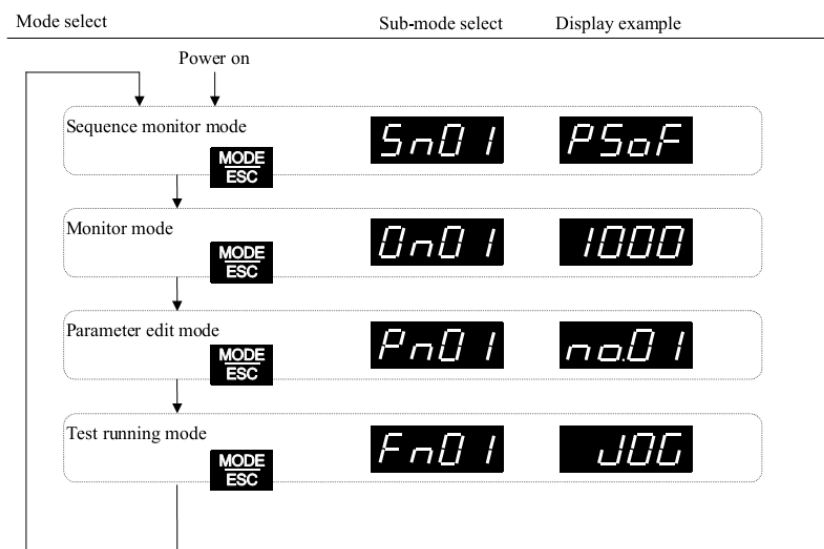 Mode select Sub-mode select Display example
Power on
Sequence monitor mode
MODE
ESC
Sn01 PSoF
Monitor mode
MODE
ESC
On01 1000
Parameter edit mode
MODE
ESC
Pn01 no.01
Test running mode
MODE
ESC
Fn01 JOG